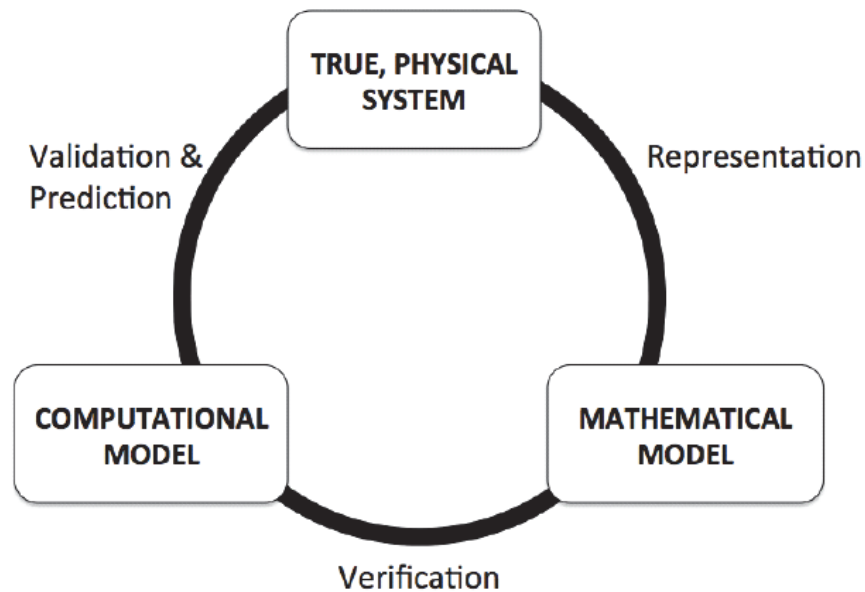 TRUE, PHYSICAL
SYSTEM
Validation &
Prediction
Representation
COMPUTATIONAL
MODEL
MATHEMATICAL
MODEL
Verification